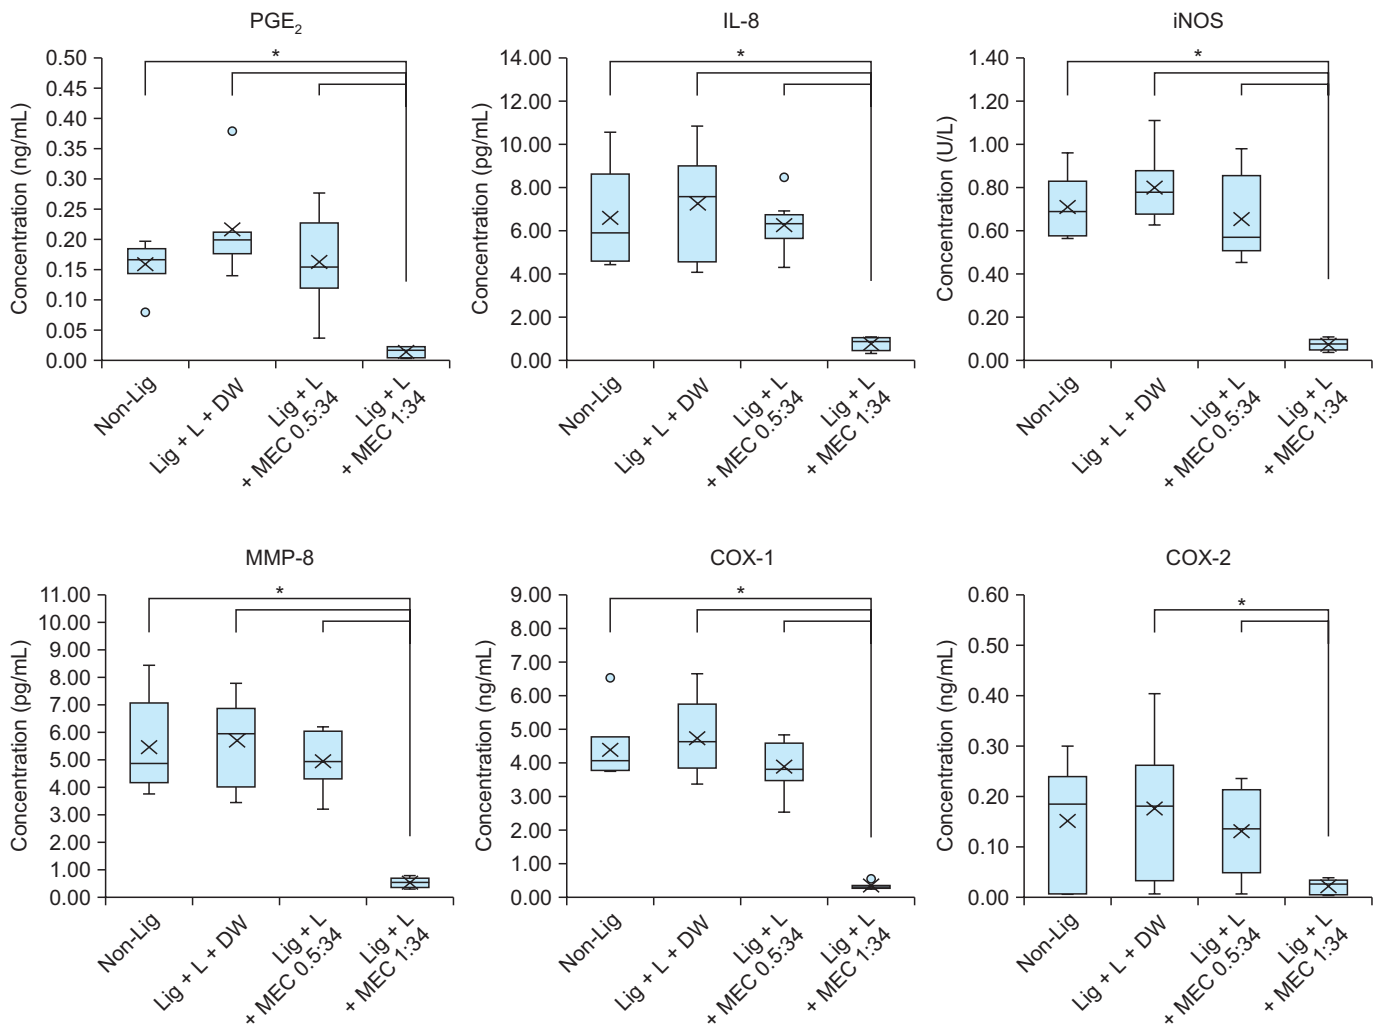 PGE2
*
Concentration (ng/mL)
0.50
0.45
0.40
0.35
0.30
0.25
0.20
0.15
0.10
0.05
0.00
Non-Lig
Lig + L + DW
Lig + L
+ MEC 0.5:34
Lig + L
+ MEC 1:34
IL-8
*
Concentration (pg/mL)
14.00
12.00
10.00
8.00
6.00
4.00
2.00
0.00
Non-Lig
Lig + L + DW
Lig + L
+ MEC 0.5:34
Lig + L
+ MEC 1:34
iNOS
*
Concentration (U/L)
1.40
1.20
1.00
0.80
0.60
0.40
0.20
0.00
Non-Lig
Lig + L + DW
Lig + L
+ MEC 0.5:34
Lig + L
+ MEC 1:34
MMP-8
*
Concentration (pg/mL)
11.00
10.00
9.00
8.00
7.00
6.00
5.00
4.00
3.00
2.00
1.00
0.00
Non-Lig
Lig + L + DW
Lig + L
+ MEC 0.5:34
Lig + L
+ MEC 1:34
COX-1
*
Concentration (ng/mL)
9.00
8.00
7.00
6.00
5.00
4.00
3.00
2.00
1.00
0.00
Non-Lig
Lig + L + DW
Lig + L
+ MEC 0.5:34
Lig + L
+ MEC 1:34
COX-2
*
Concentration (ng/mL)
0.60
0.50
0.40
0.30
0.20
0.10
0.00
Non-Lig
Lig + L + DW
Lig + L
+ MEC 0.5:34
Lig + L
+ MEC 1:34